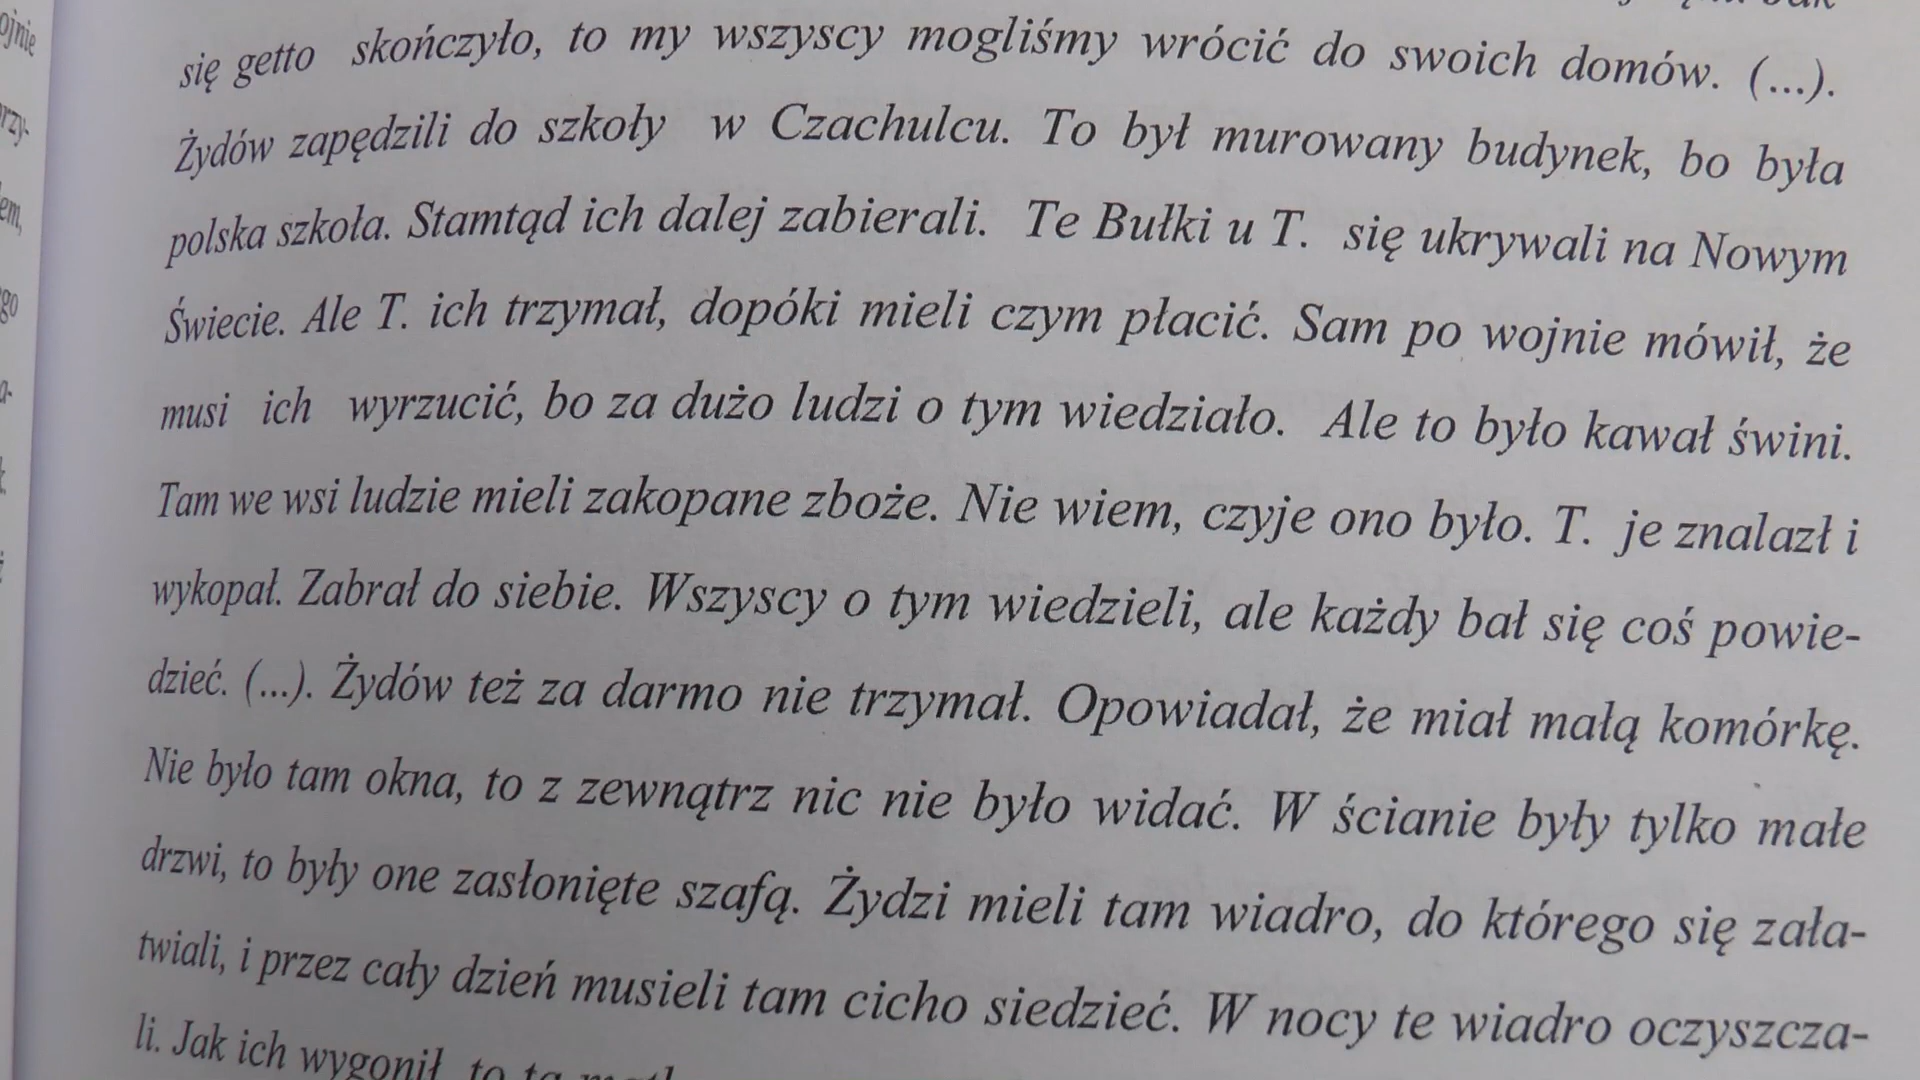 się getto skończyło, to my wszyscy mogliśmy wrócić do swoich domów. (...).
Żydów zapędzili do szkoły w Czachulcu. To był murowany budynek, bo była
polska szkoła. Stamtąd ich dalej zabierali. Te Bułki u T. się ukrywali na Nowym
Świecie. Ale T. ich trzymał, dopóki mieli czym płacić. Sam po wojnie mówił, że
musi ich wyrzucić, bo za dużo ludzi o tym wiedziało. Ale to było kawał świni.
Tam we wsi ludzie mieli zakopane zboże. Nie wiem, czyje ono było. T. je znalazł i
wykopał. Zabrał do siebie. Wszyscy o tym wiedzieli, ale każdy bał się coś powie-
dzieć. (...). Żydów też za darmo nie trzymał. Opowiadał, że miał małą komórkę.
Nie było tam okna, to z zewnątrz nic nie było widać. W ścianie były tylko małe
drzwi, to były one zasłonięte szafą. Żydzi mieli tam wiadro, do którego się zała-
twiali, i przez cały dzień musieli tam cicho siedzieć. W nocy te wiadro oczyszcza-
li. Jak ich wygonił, to ta